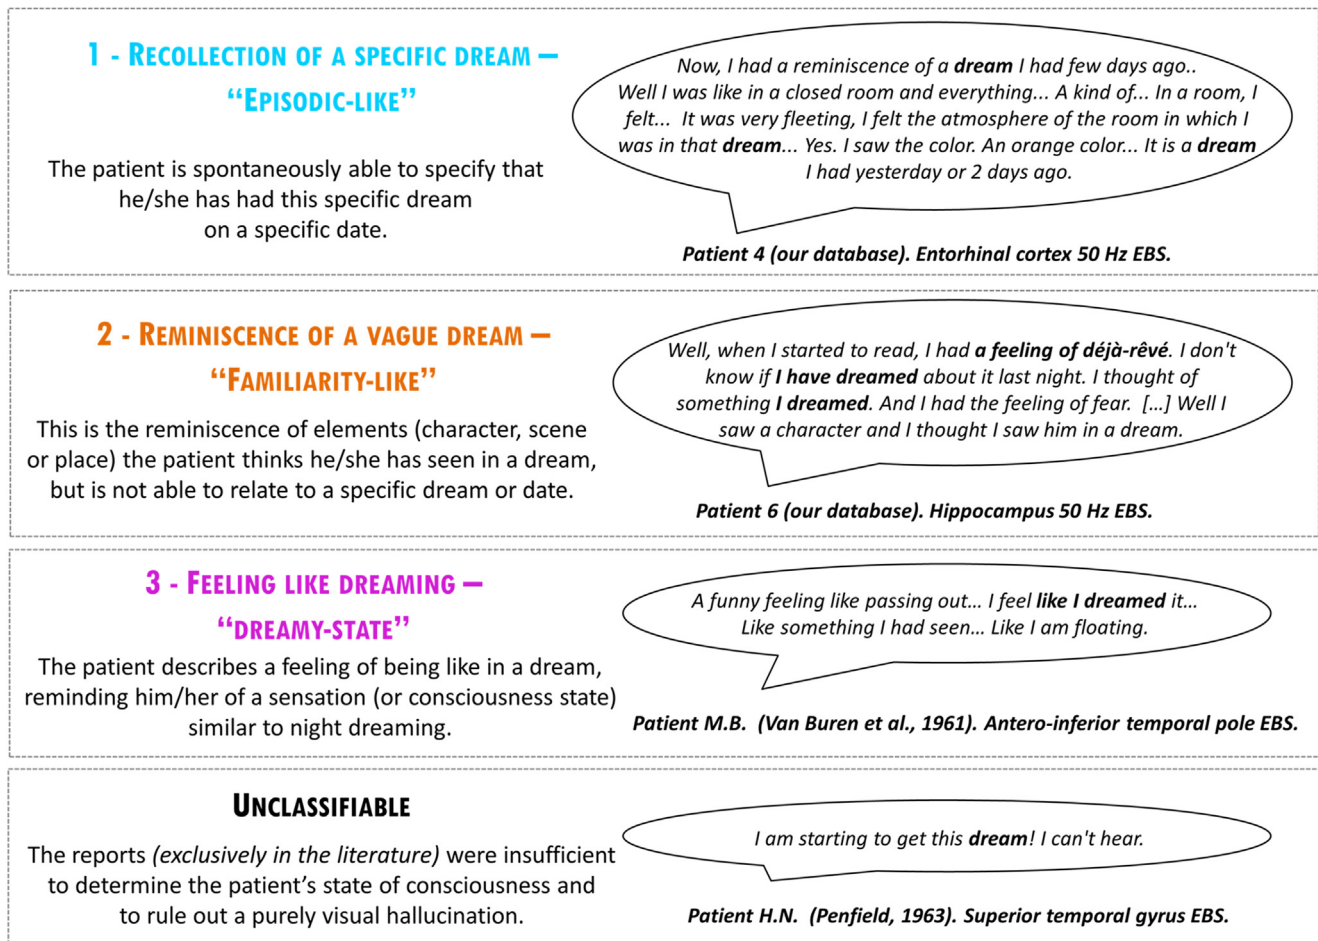 1 - RECOLLECTION OF A SPECIFIC DREAM –
“EPISODIC-LIKE”
The patient is spontaneously able to specify that
he/she has had this specific dream
on a specific date.
Now, I had a reminiscence of a dream I had few days ago..
Well I was like in a closed room and everything... A kind of... In a room, I
felt... It was very fleeting, I felt the atmosphere of the room in which I
was in that dream... Yes. I saw the color. An orange color... It is a dream
I had yesterday or 2 days ago.
Patient 4 (our database). Entorhinal cortex 50 Hz EBS.
2 - REMINISCENCE OF A VAGUE DREAM –
“FAMILIARITY-LIKE”
This is the reminiscence of elements (character, scene
or place) the patient thinks he/she has seen in a dream,
but is not able to relate to a specific dream or date.
Well, when I started to read, I had a feeling of déjà-rêvé. I don't
know if I have dreamed about it last night. I thought of
something I dreamed. And I had the feeling of fear. [...] Well I
saw a character and I thought I saw him in a dream.
Patient 6 (our database). Hippocampus 50 Hz EBS.
3 - FEELING LIKE DREAMING –
“DREAMY-STATE”
The patient describes a feeling of being like in a dream,
reminding him/her of a sensation (or consciousness state)
similar to night dreaming.
A funny feeling like passing out... I feel like I dreamed it...
Like something I had seen... Like I am floating.
Patient M.B. (Van Buren et al., 1961). Antero-inferior temporal pole EBS.
UNCLASSIFIABLE
The reports (exclusively in the literature) were insufficient
to determine the patient’s state of consciousness and
to rule out a purely visual hallucination.
I am starting to get this dream! I can't hear.
Patient H.N. (Penfield, 1963). Superior temporal gyrus EBS.